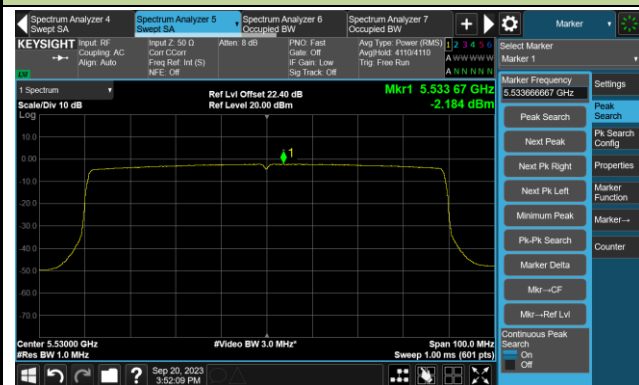 Spectrum Analyzer 4
Swept SA
Spectrum Analyzer 5
Swept SA
Spectrum Analyzer 6
Occupied BW
Spectrum Analyzer 7
Occupied BW
+
Marker
KEYSIGHT
Input: RF
Coupling: AC
Align: Auto
Input Z: 50 Ω
Corr CCorr
Freq Ref: Int (S)
NFE: Off
Atten: 8 dB
PNO: Fast
Gate: Off
IF Gain: Low
Sig Track: Off
Avg Type: Power (RMS)
Avg|Hold: 4110/4110
Trig: Free Run
1 2 3 4 5 6
A W W W W W
A N N N N N
Select Marker
Marker 1
1 Spectrum
Scale/Div 10 dB
Log
Ref Lvl Offset 22.40 dB
Ref Level 20.00 dBm
Mkr1 5.533 67 GHz
-2.184 dBm
10.0
0.00
-10.0
-20.0
-30.0
-40.0
-50.0
-60.0
-70.0
1
Center 5.53000 GHz
#Res BW 1.0 MHz
#Video BW 3.0 MHz*
Span 100.0 MHz
Sweep 1.00 ms (601 pts)
Marker Frequency
5.533666667 GHz
Peak Search
Next Peak
Next Pk Right
Next Pk Left
Minimum Peak
Pk-Pk Search
Marker Delta
Mkr→CF
Mkr→Ref Lvl
Continuous Peak
Search
On
Off
Settings
Peak
Search
Pk Search
Config
Properties
Marker
Function
Marker→
Counter
?
Sep 20, 2023
3:52:09 PM